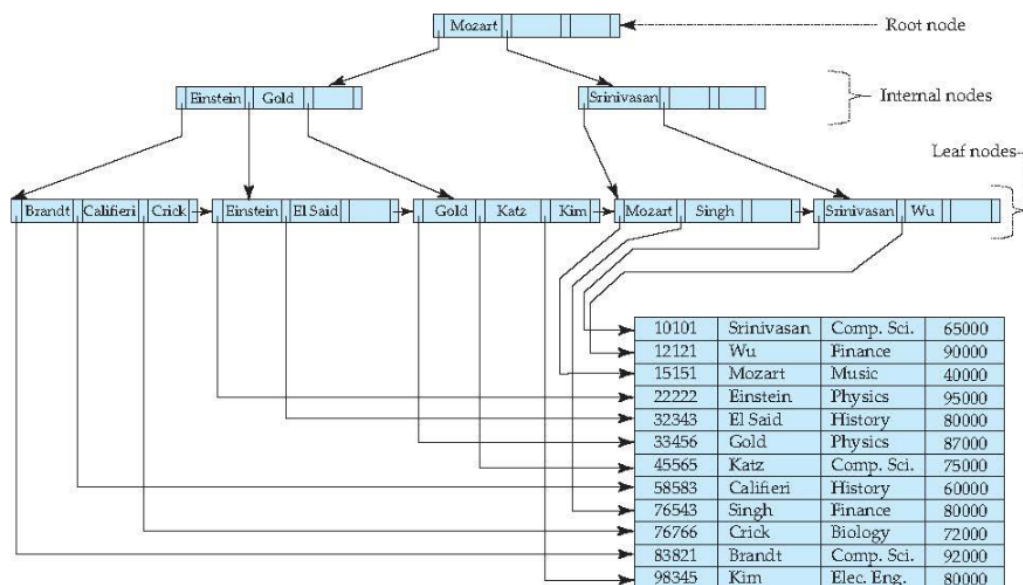 Mozart
Root node
Einstein Gold
Srinivasan
Internal nodes
Leaf nodes
Brandt Califieri Crick Einstein El Said Gold Katz Kim Mozart Singh Srinivasan Wu
10101 Srinivasan Comp. Sci. 65000
12121 Wu Finance 90000
15151 Mozart Music 40000
22222 Einstein Physics 95000
32343 El Said History 80000
33456 Gold Physics 87000
45565 Katz Comp. Sci. 75000
58583 Califieri History 60000
76543 Singh Finance 80000
76766 Crick Biology 72000
83821 Brandt Comp. Sci. 92000
98345 Kim Elec. Eng. 80000